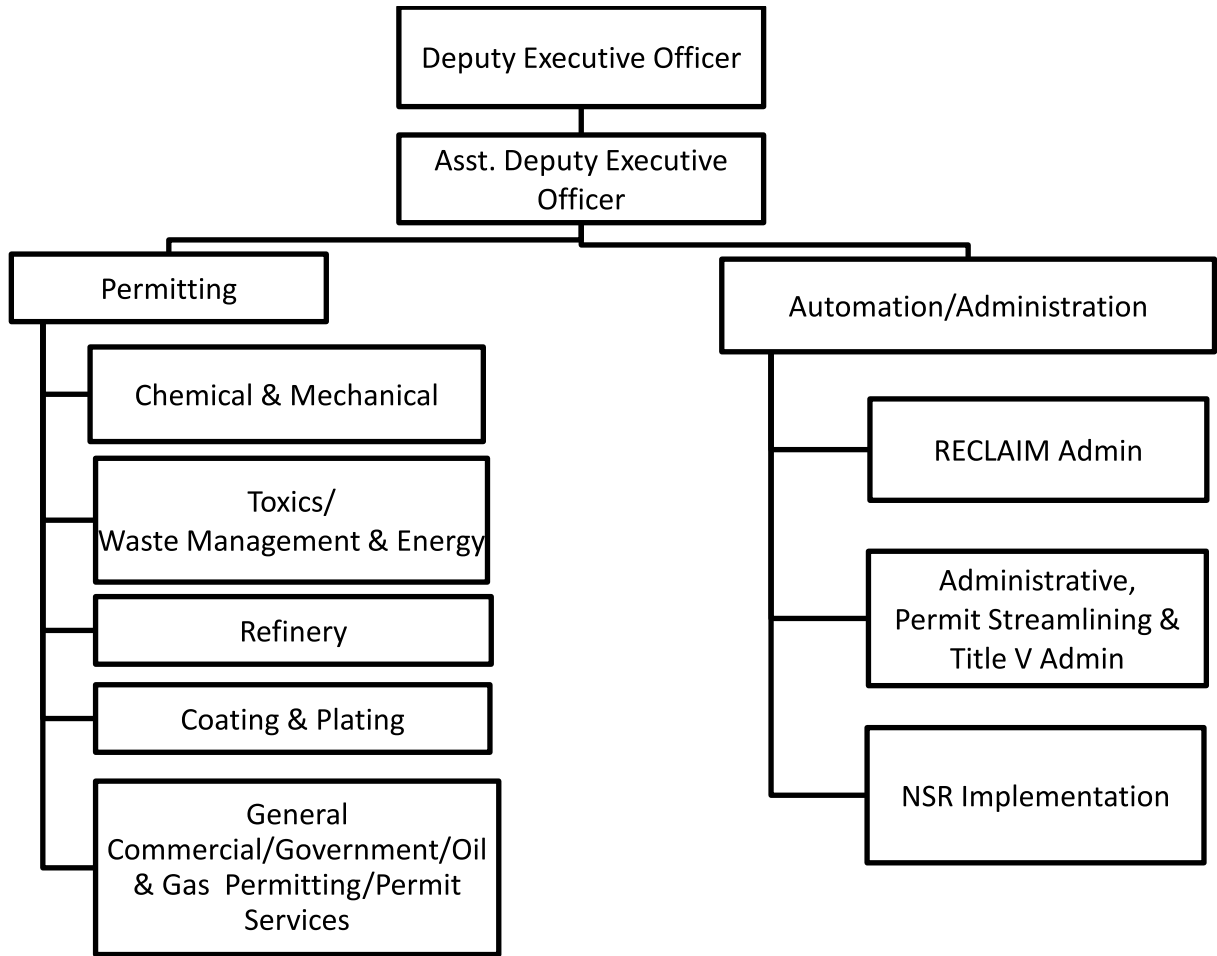 Deputy Executive Officer
Asst. Deputy Executive
Officer
Permitting
Chemical & Mechanical
Toxics/
Waste Management & Energy
Refinery
Coating & Plating
General
Commercial/Government/Oil
& Gas  Permitting/Permit
Services
Automation/Administration
RECLAIM Admin
Administrative,
Permit Streamlining &
Title V Admin
NSR Implementation